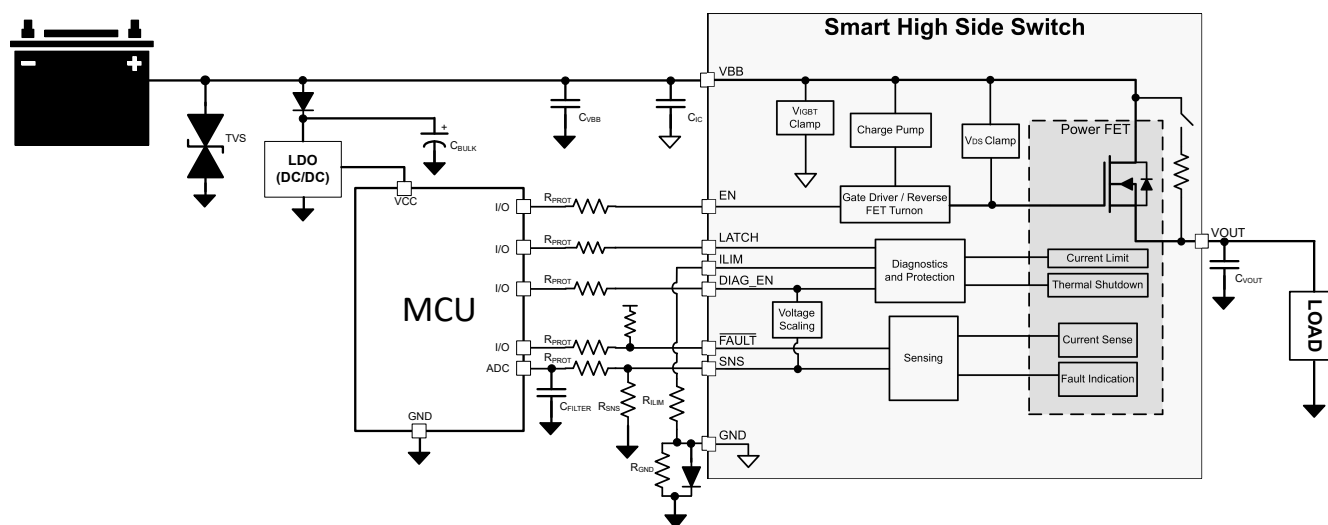 Smart High Side Switch
− +
VBB
TVS
LDO
(DC/DC)
+
CBULK
CVBB
CIC
VIGBT
Clamp
Charge Pump
VDS Clamp
Power FET
VCC
I/O
RPROT
EN
Gate Driver / Reverse
FET Turnon
I/O
RPROT
LATCH
ILIM
I/O
RPROT
DIAG_EN
Diagnostics
and Protection
Current Limit
Thermal Shutdown
VOUT
CVOUT
LOAD
MCU
Voltage
Scaling
I/O
RPROT
FAULT
ADC
RPROT
SNS
Sensing
Current Sense
Fault Indication
CFILTER
RSNS
RILIM
GND
GND
RGND